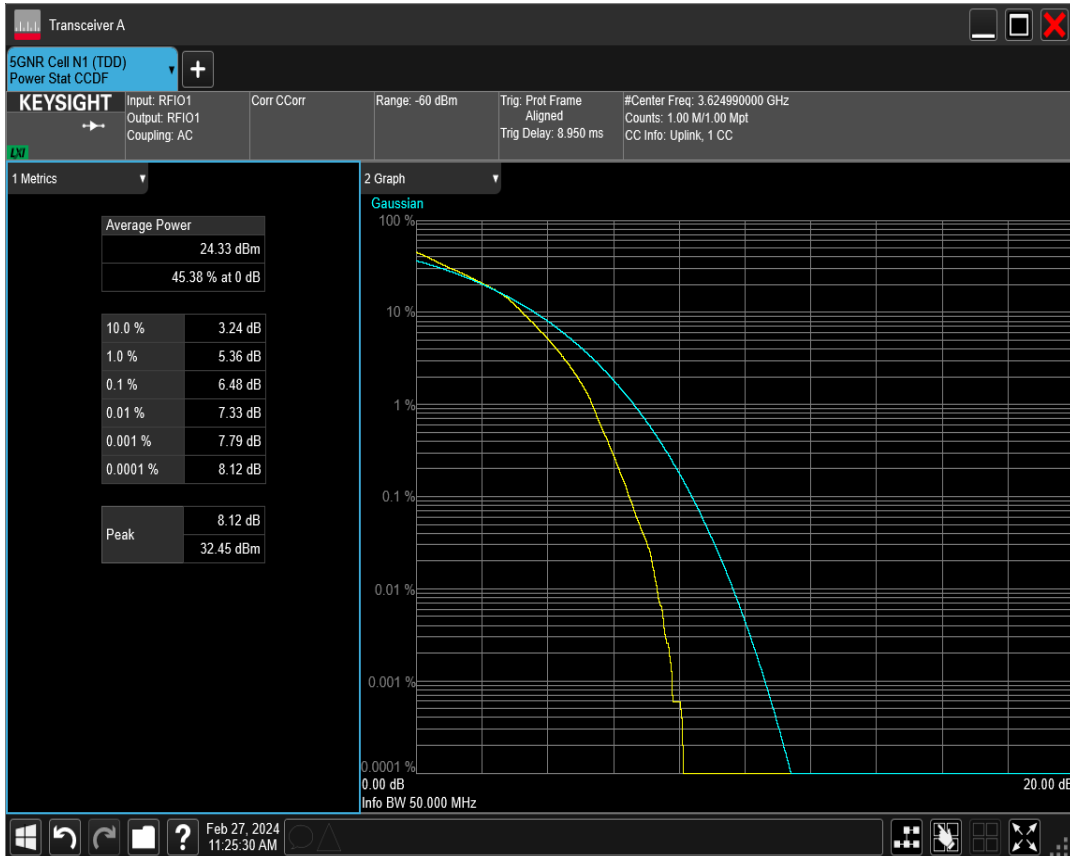 Transceiver A
5GNR Cell N1 (TDD)
Power Stat CCDF
KEYSIGHT
LXI
Input: RFIO1
Output: RFIO1
Coupling: AC
Corr CCorr
Range: -60 dBm
Trig: Prot Frame
Aligned
Trig Delay: 8.950 ms
#Center Freq: 3.624990000 GHz
Counts: 1.00 M/1.00 Mpt
CC Info: Uplink, 1 CC
1 Metrics
Average Power
24.33 dBm
45.38 % at 0 dB
10.0 % 3.24 dB
1.0 % 5.36 dB
0.1 % 6.48 dB
0.01 % 7.33 dB
0.001 % 7.79 dB
0.0001 % 8.12 dB
Peak
8.12 dB
32.45 dBm
2 Graph
Gaussian
100 %
10 %
1 %
0.1 %
0.01 %
0.001 %
0.0001 %
0.00 dB 20.00 dB
Info BW 50.000 MHz
?
Feb 27, 2024
11:25:30 AM